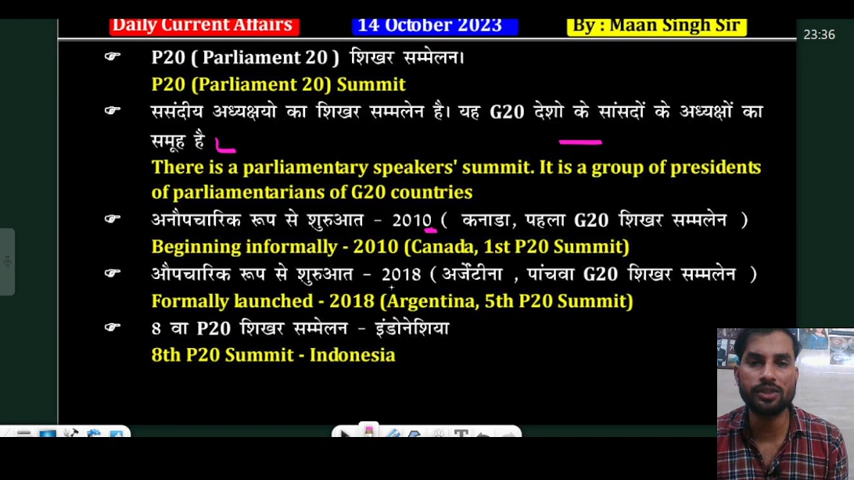 Daily Current Affairs 14 October 2023 By : Maan Singh Sir
23:36
☛ P20 ( Parliament 20 ) शिखर सम्मेलन।
P20 (Parliament 20) Summit
☛ ससंदीय अध्यक्षयो का शिखर सम्मलेन है। यह G20 देशो के सांसदों के अध्यक्षों का
समूह है
There is a parliamentary speakers' summit. It is a group of presidents
of parliamentarians of G20 countries
☛ अनौपचारिक रूप से शुरुआत - 2010 ( कनाडा, पहला G20 शिखर सम्मलेन )
Beginning informally - 2010 (Canada, 1st P20 Summit)
☛ औपचारिक रूप से शुरुआत - 2018 ( अर्जेंटीना , पांचवा G20 शिखर सम्मलेन )
Formally launched - 2018 (Argentina, 5th P20 Summit)
☛ 8 वा P20 शिखर सम्मेलन - इंडोनेशिया
8th P20 Summit - Indonesia